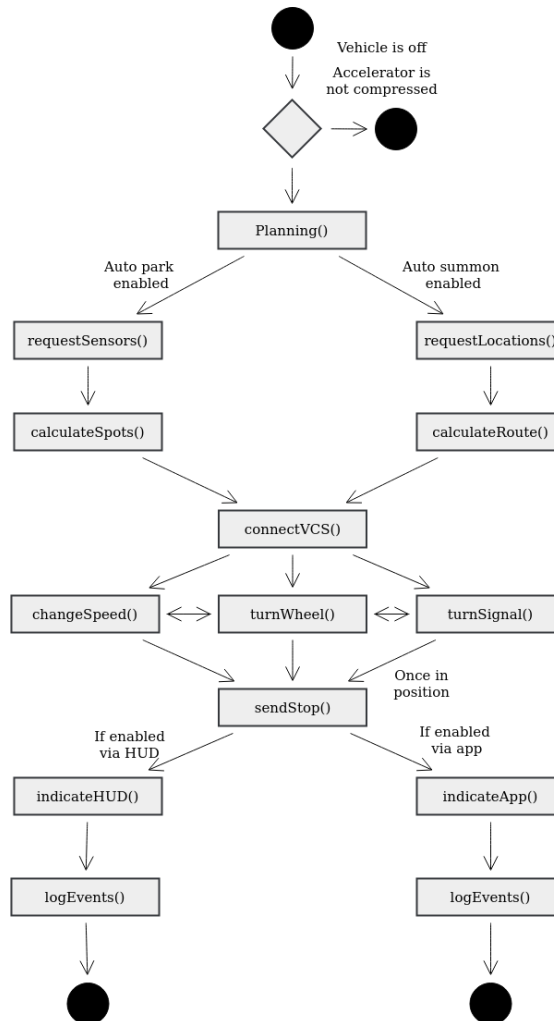 Vehicle is off
Accelerator is
not compressed
Planning()
Auto park
enabled
Auto summon
enabled
requestSensors()
requestLocations()
calculateSpots()
calculateRoute()
connectVCS()
changeSpeed()
turnWheel()
turnSignal()
Once in
position
sendStop()
If enabled
via HUD
If enabled
via app
indicateHUD()
indicateApp()
logEvents()
logEvents()